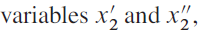 variables x′₂ and x″₂,